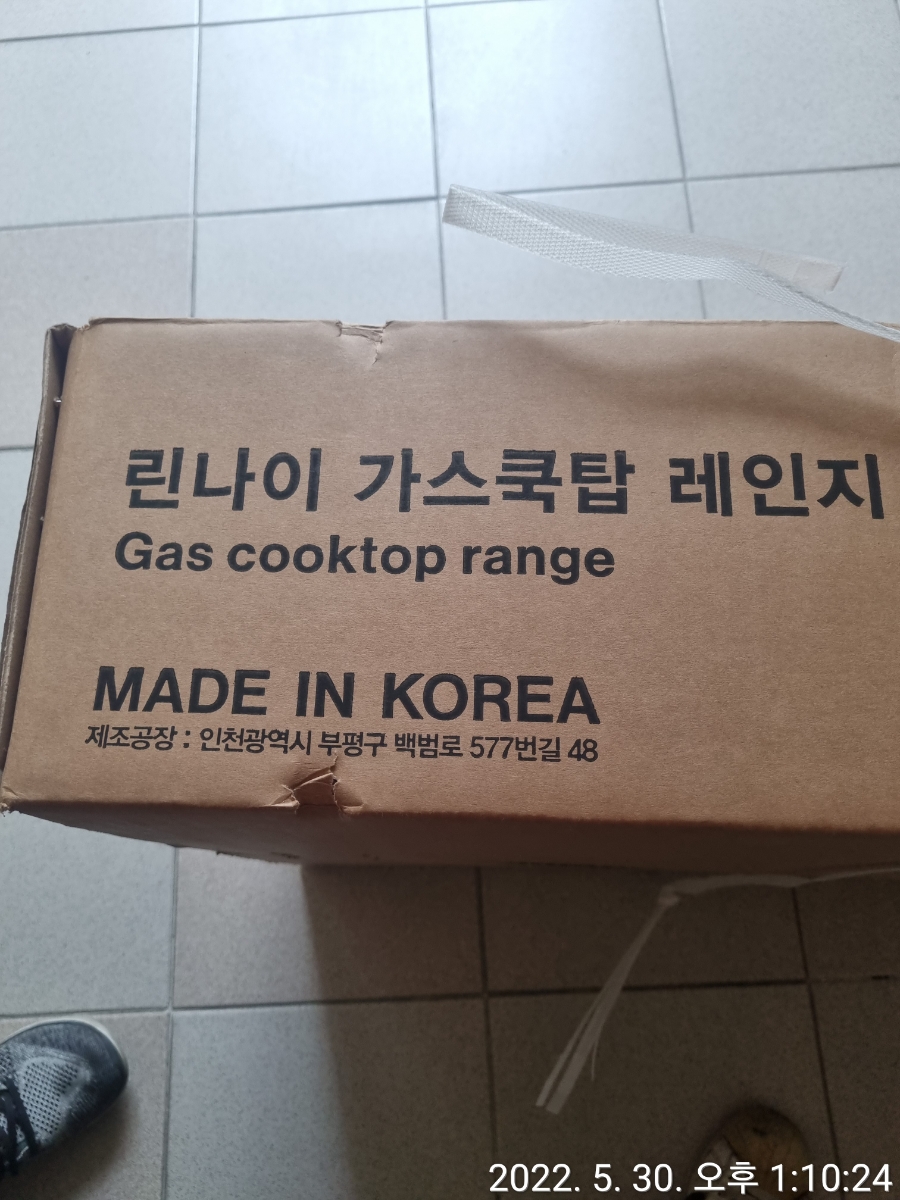 린나이 가스쿡탑 레인지
Gas cooktop range
MADE IN KOREA
제조공장 : 인천광역시 부평구 백범로 577번길 48
2022. 5. 30. 오후 1:10:24